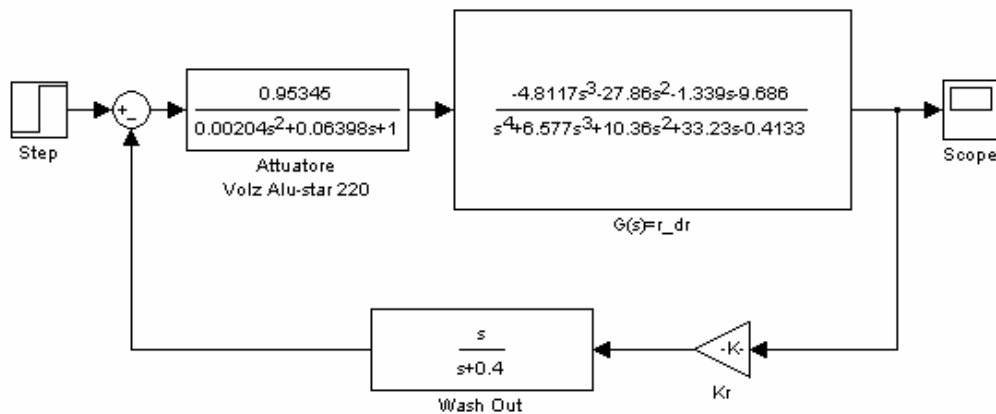 Step
+
-
0.95345
0.00204s2+0.06398s+1
Attuatore
Volz Alu-star 220
-4.8117s3-27.86s2-1.339s-9.686
s4+6.577s3+10.36s2+33.23s-0.4133
G(s)=r_dr
Scope
s
s+0.4
Wash Out
-K-
Kr